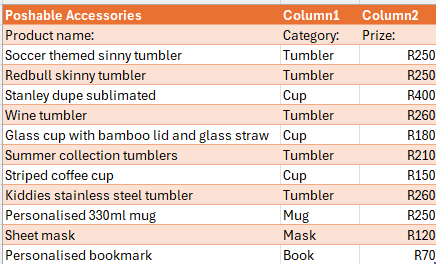 Poshable Accessories Column1 Column2
Product name: Category: Prize:
Soccer themed sinny tumbler Tumbler R250
Redbull skinny tumbler Tumbler R250
Stanley dupe sublimated Cup R400
Wine tumbler Tumbler R260
Glass cup with bamboo lid and glass straw Cup R180
Summer collection tumblers Tumbler R210
Striped coffee cup Cup R150
Kiddies stainless steel tumbler Tumbler R260
Personalised 330ml mug Mug R250
Sheet mask Mask R120
Personalised bookmark Book R70